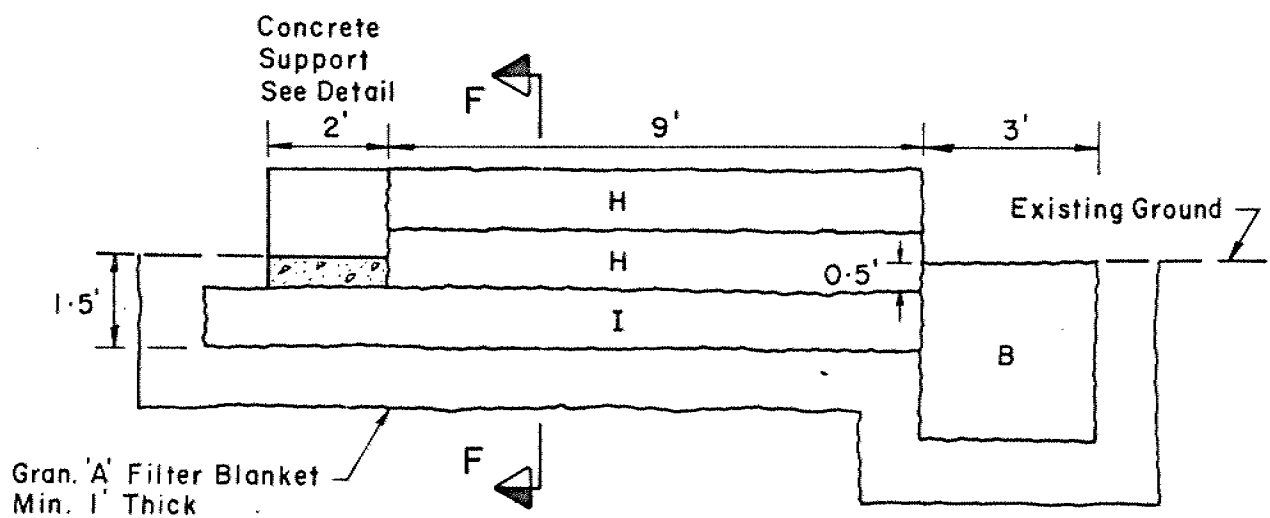 Concrete
Support
See Detail
F
2'
9'
3'
H
Existing Ground
H
0.5'
1.5'
I
B
F
Gran. 'A' Filter Blanket
Min. 1' Thick